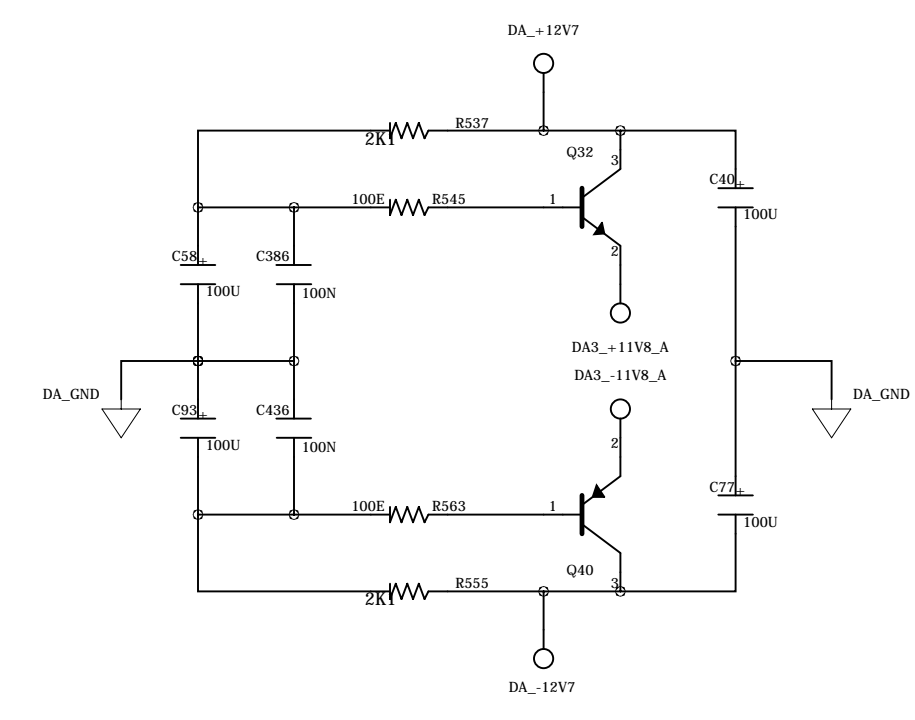 DA_+12V7
2K1
R537
Q32
3
100E
R545
1
C40
+
100U
2
C58
+
C386
100U
100N
DA3_+11V8_A
DA3_-11V8_A
DA_GND
DA_GND
C93
+
C436
100U
100N
2
C77
+
100U
100E
R563
1
Q40
3
2K1
R555
DA_-12V7